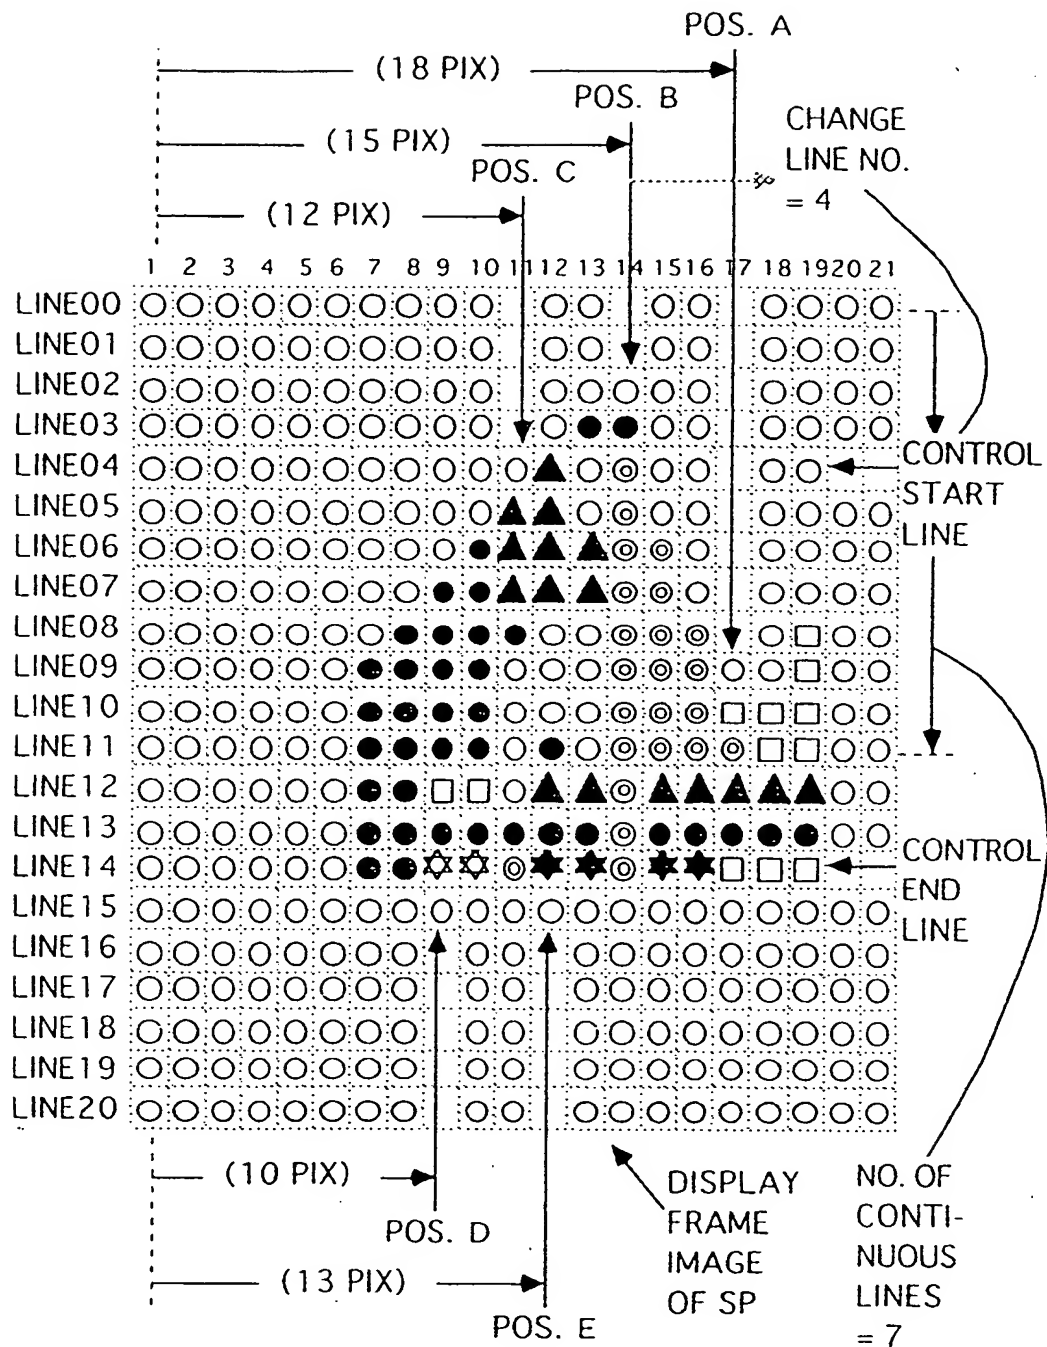 POS. A
(18 PIX)
POS. B
(15 PIX)
POS. C
(12 PIX)
CHANGE
LINE NO.
= 4
1 2 3 4 5 6 7 8 9 10 11 12 13 14 15 16 17 18 19 20 21
LINE00
LINE01
LINE02
LINE03
LINE04
LINE05
LINE06
LINE07
LINE08
LINE09
LINE10
LINE11
LINE12
LINE13
LINE14
LINE15
LINE16
LINE17
LINE18
LINE19
LINE20
CONTROL
START
LINE
CONTROL
END
LINE
(10 PIX)
POS. D
(13 PIX)
POS. E
DISPLAY
FRAME
IMAGE
OF SP
NO. OF
CONTI-
NUOUS
LINES
= 7